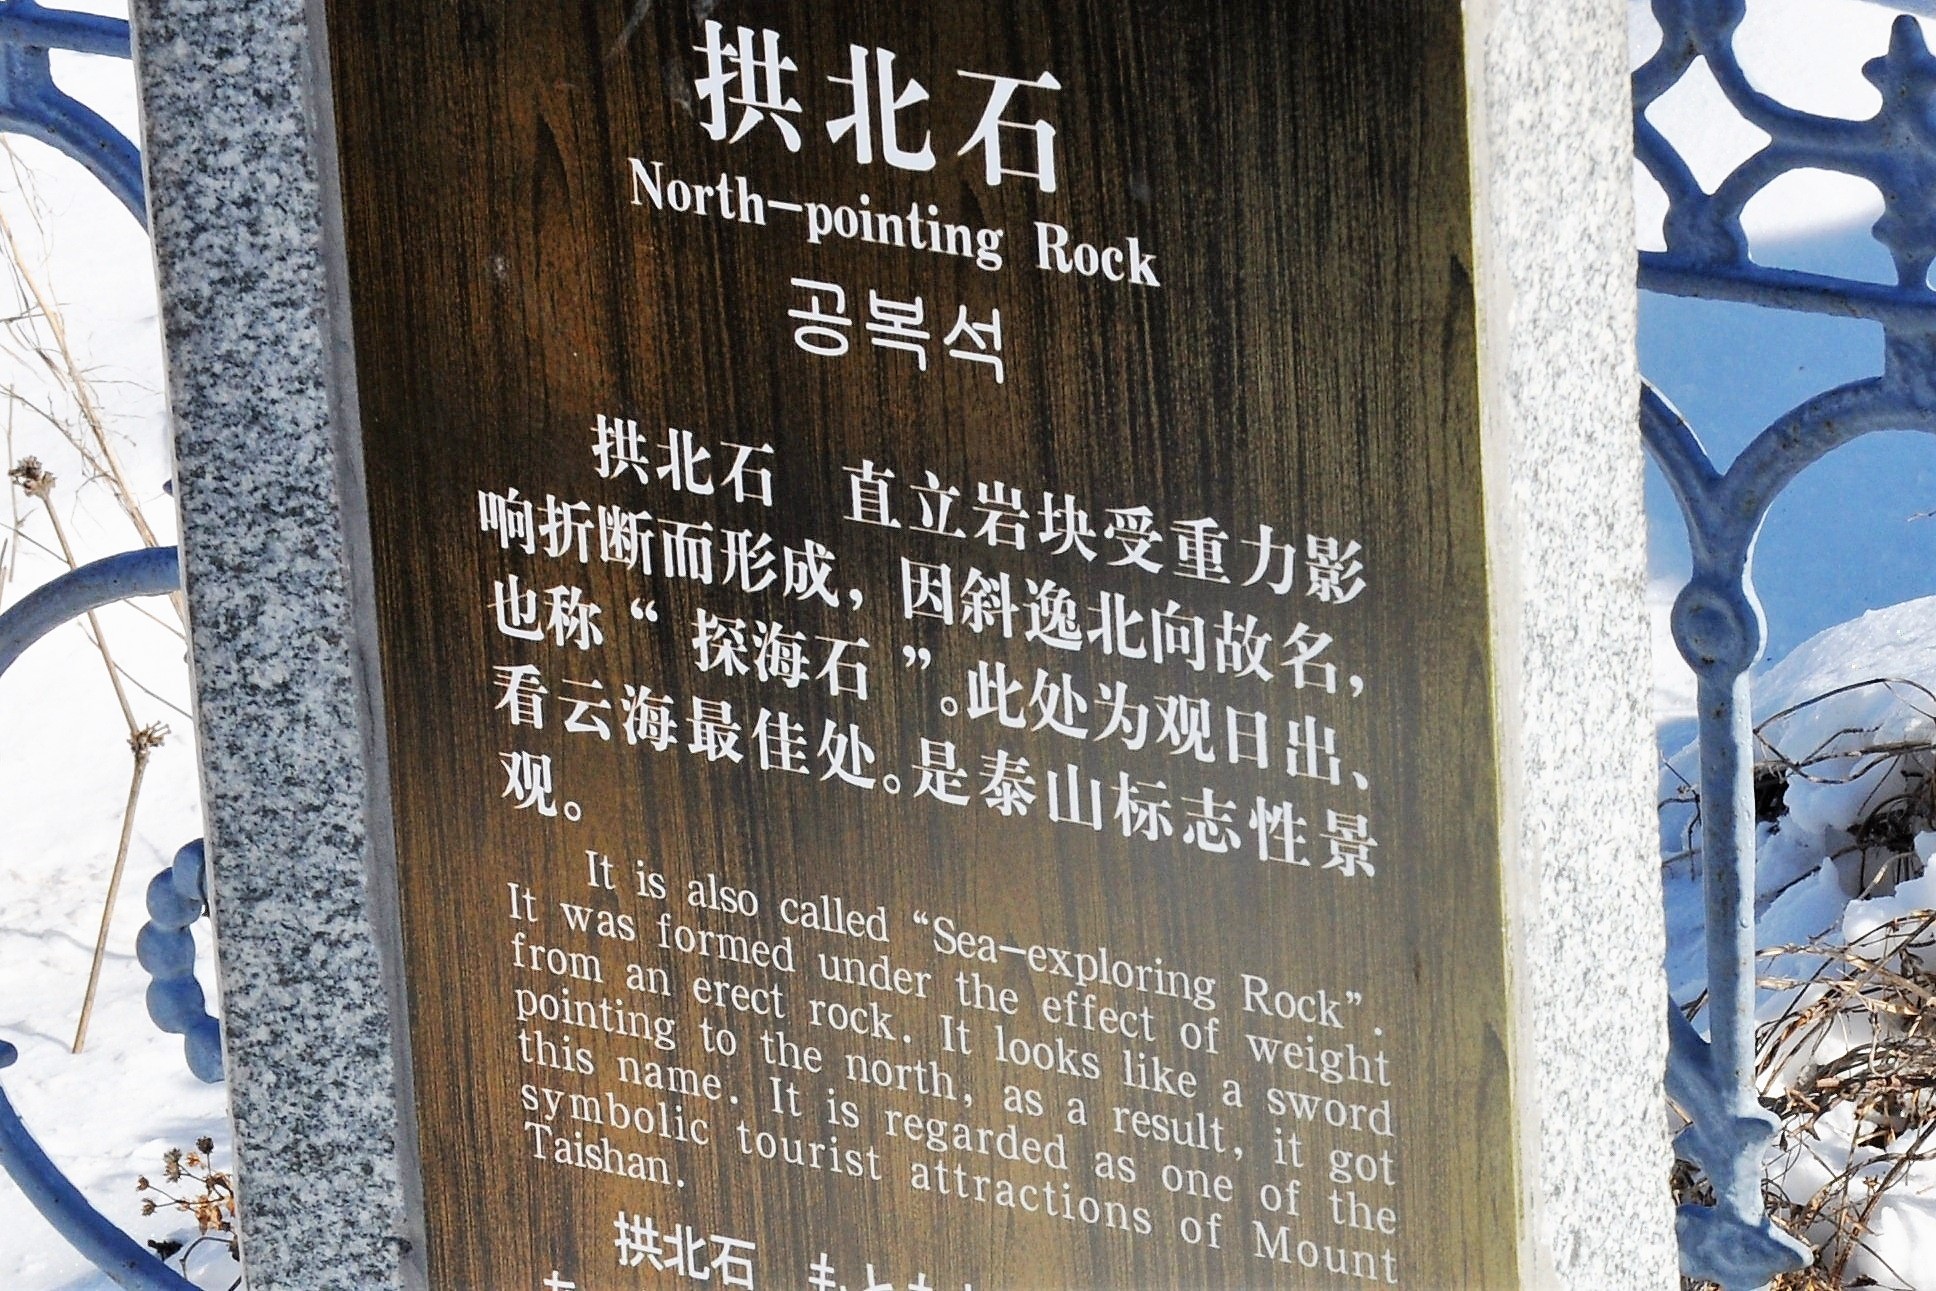 拱北石
North-pointing Rock
공복석
拱北石 直立岩块受重力影
响折断而形成，因斜逸北向故名，
也称“探海石”。此处为观日出、
看云海最佳处。是泰山标志性景
观。
It is also called “Sea-exploring Rock”.
It was formed under the effect of weight
from an erect rock. It looks like a sword
pointing to the north, as a result, it got
this name. It is regarded as one of the
symbolic tourist attractions of Mount
Taishan.
拱北石